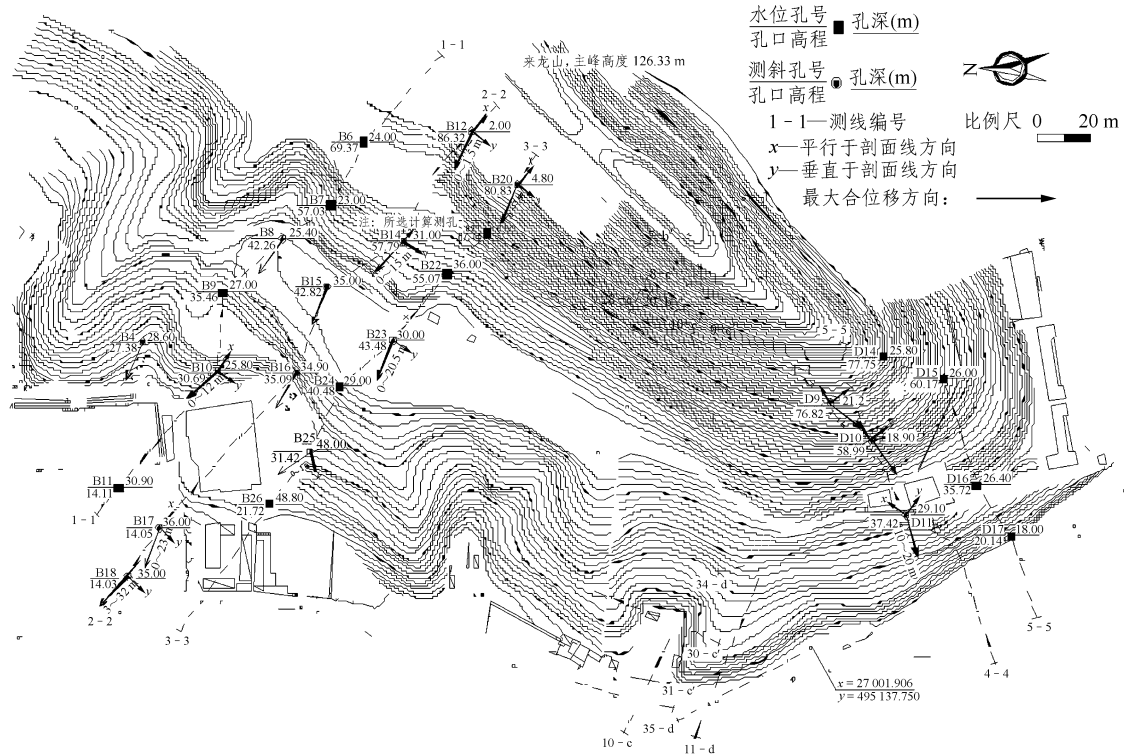 水位孔号 孔深(m)
孔口高程
测斜孔号 孔深(m)
孔口高程
1-1—测线编号
x—平行于剖面线方向
y—垂直于剖面线方向
最大合位移方向：
N
比例尺 0 20 m
来龙山,主峰高度 126.33 m
1-1
2-2
x
B12 2.00
86.32
y
3-3
B6 24.00
69.37
B20 4.80
80.83
B7 23.00
57.03
注: 所选计算测孔
B8 25.40
42.26
B14 31.00
57.79
B22 36.00
55.07
B9 27.00
35.46
B15 35.00
42.82
B23 30.00
43.48
0~20.5 m
5-5
D14 25.80
77.75
D15 26.00
60.17
B4 28.6
27.38
B10 25.80
30.69
0~12 m
B16 34.90
35.09
B24 29.00
40.48
D9 21.2
76.82
D10 18.90
58.99
B25 48.00
31.42
B11 30.90
14.11
B26 48.80
21.72
D16 26.40
35.72
29.10
37.42 D11
D17 18.00
20.14
1-1
B17 36.00
14.05
B18 35.00
14.03
2-2
3-3
34-d
30-c
31-c
35-d
10-c
11-d
5-5
4-4
x = 27 001.906
y = 495 137.750